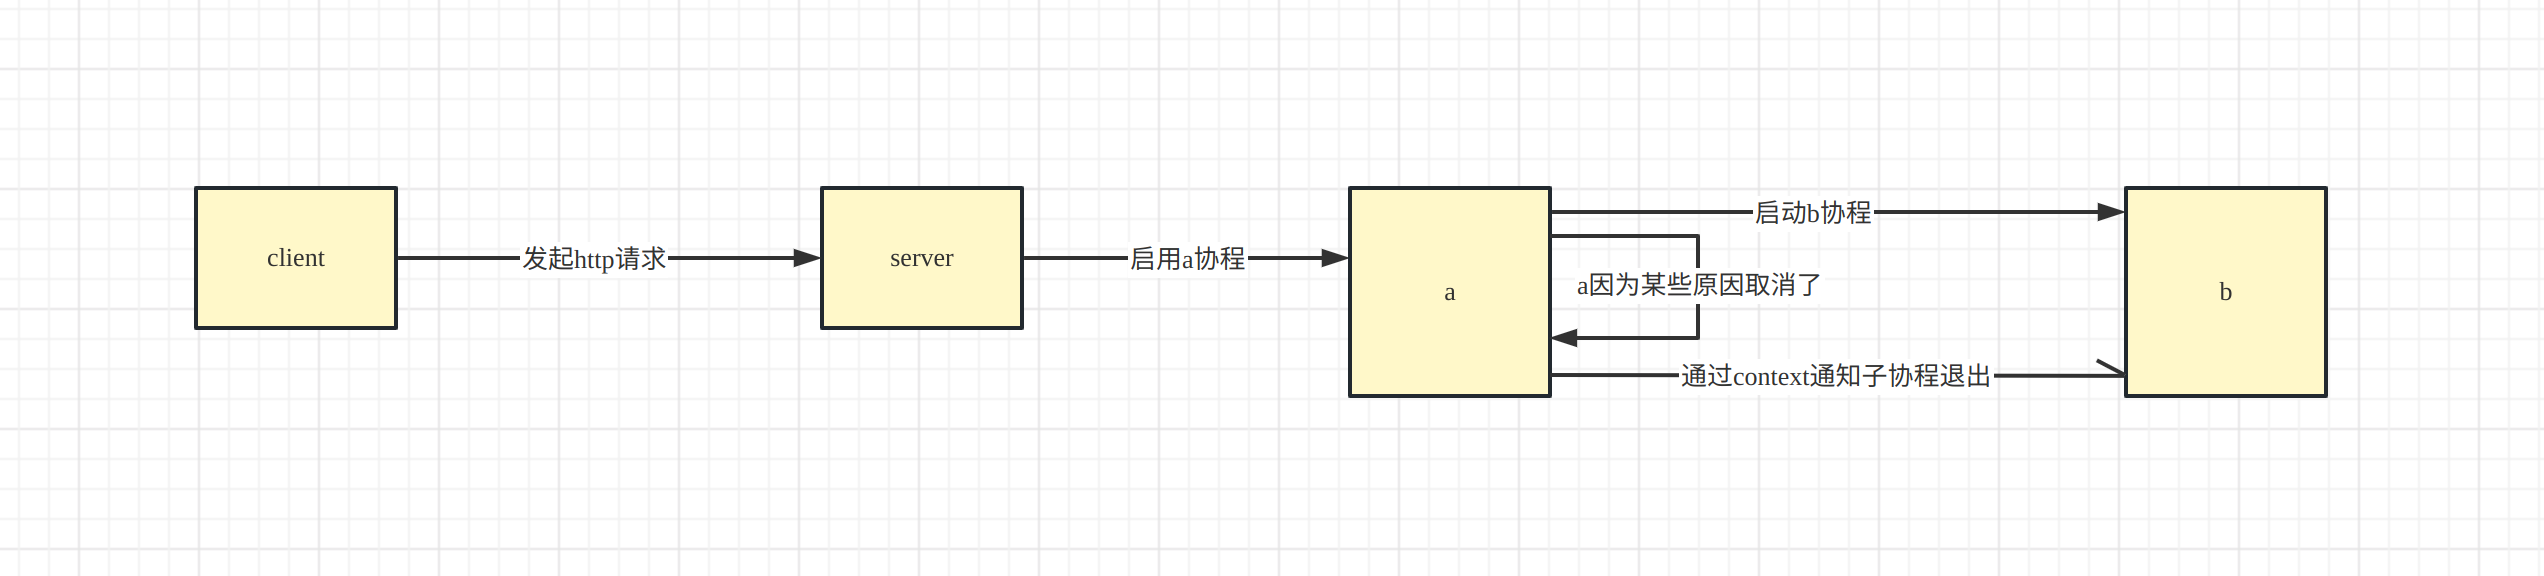 client
发起http请求
server
启用a协程
a
启动b协程
a因为某些原因取消了
通过context通知子协程退出
b